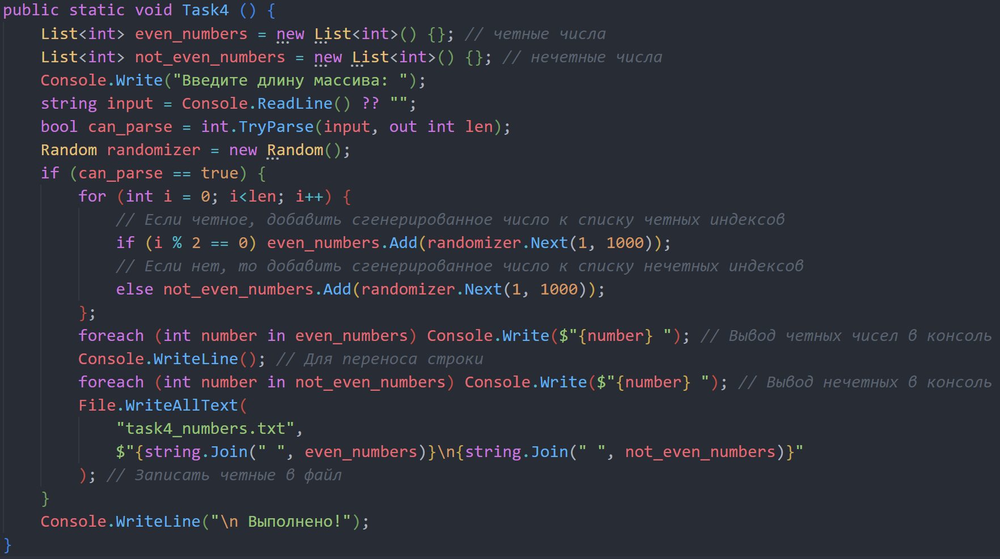 public static void Task4 () {
    List<int> even_numbers = new List<int>() {}; // четные числа
    List<int> not_even_numbers = new List<int>() {}; // нечетные числа
    Console.Write("Введите длину массива: ");
    string input = Console.ReadLine() ?? "";
    bool can_parse = int.TryParse(input, out int len);
    Random randomizer = new Random();
    if (can_parse == true) {
        for (int i = 0; i<len; i++) {
            // Если четное, добавить сгенерированное число к списку четных индексов
            if (i % 2 == 0) even_numbers.Add(randomizer.Next(1, 1000));
            // Если нет, то добавить сгенерированное число к списку нечетных индексов
            else not_even_numbers.Add(randomizer.Next(1, 1000));
        };
        foreach (int number in even_numbers) Console.Write($"{number} "); // Вывод четных чисел в консоль
        Console.WriteLine(); // Для переноса строки
        foreach (int number in not_even_numbers) Console.Write($"{number} "); // Вывод нечетных в консоль
        File.WriteAllText(
            "task4_numbers.txt",
            $"{string.Join(" ", even_numbers)}\n{string.Join(" ", not_even_numbers)}"
        ); // Записать четные в файл
    }
    Console.WriteLine("\n Выполнено!");
}